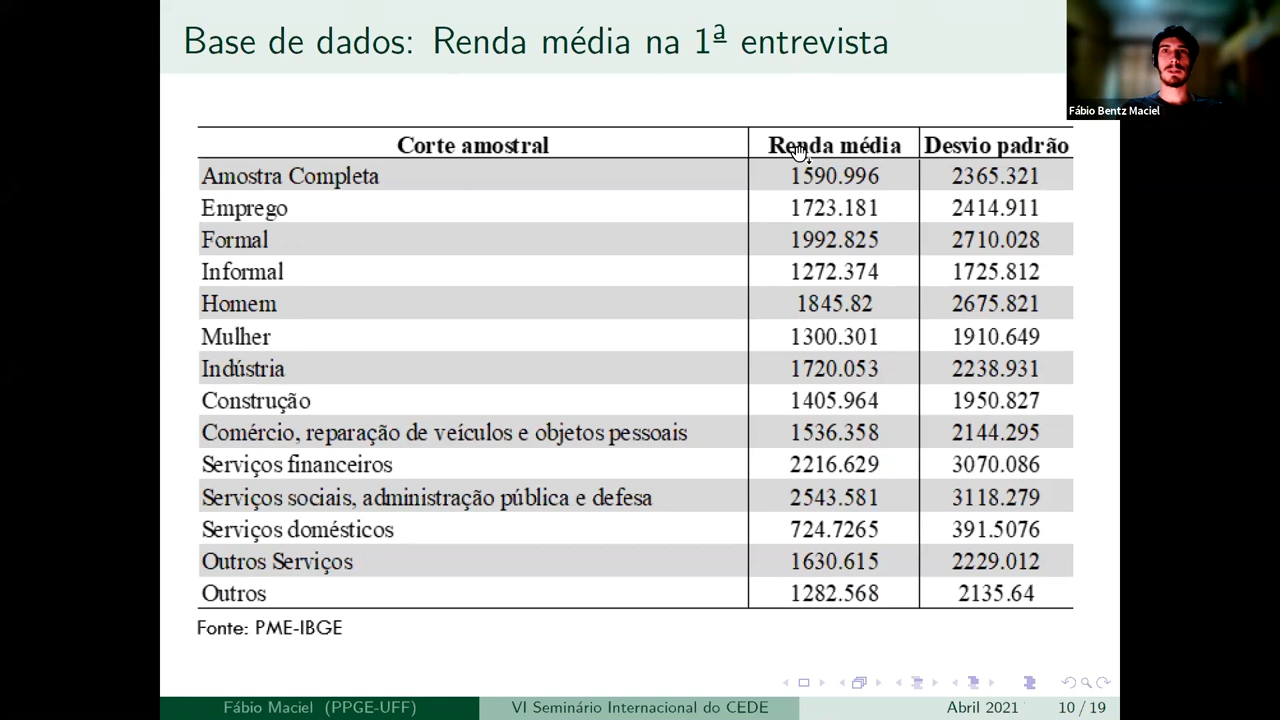 Base de dados: Renda média na 1ª entrevista
Fábio Bentz Maciel
Corte amostral Renda média Desvio padrão
Amostra Completa 1590.996 2365.321
Emprego 1723.181 2414.911
Formal 1992.825 2710.028
Informal 1272.374 1725.812
Homem 1845.82 2675.821
Mulher 1300.301 1910.649
Indústria 1720.053 2238.931
Construção 1405.964 1950.827
Comércio, reparação de veículos e objetos pessoais 1536.358 2144.295
Serviços financeiros 2216.629 3070.086
Serviços sociais, administração pública e defesa 2543.581 3118.279
Serviços domésticos 724.7265 391.5076
Outros Serviços 1630.615 2229.012
Outros 1282.568 2135.64
Fonte: PME-IBGE
Fábio Maciel (PPGE-UFF) VI Seminário Internacional do CEDE Abril 2021 10 / 19